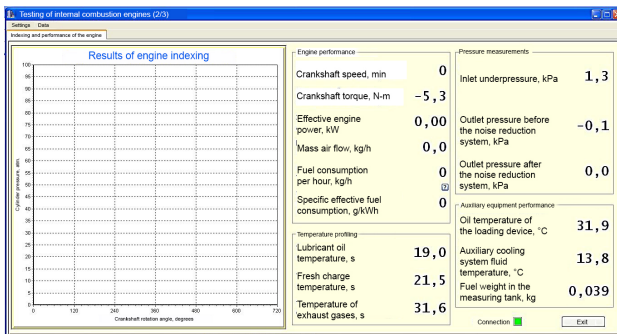 Testing of internal combustion engines (2/3)
Settings Data
Indexing and performance of the engine
Results of engine indexing
100
95
90
85
80
75
70
65
60
55
50
45
40
35
30
25
20
15
10
5
0
Cylinder pressure, atm.
0 120 240 360 480 600 720
Crankshaft rotation angle, degrees
Engine performance
Crankshaft speed, min 0
Crankshaft torque, N-m -5,3
Effective engine
power, kW 0,00
Mass air flow, kg/h 0,0
Fuel consumption
per hour, kg/h 0
?
Specific effective fuel
consumption, g/kWh 0
Temperature profiling
Lubricant oil
temperature, s 19,0
Fresh charge
temperature, s 21,5
Temperature of
exhaust gases, s 31,6
Pressure measurements
Inlet underpressure, kPa 1,3
Outlet pressure before
the noise reduction
system, kPa -0,1
Outlet pressure after
the noise reduction
system, kPa 0,0
Auxiliary equipment performance
Oil temperature of
the loading device, °C 31,9
Auxiliary cooling
system fluid
temperature, °C 13,8
Fuel weight in the
measuring tank, kg 0,039
Connection Exit